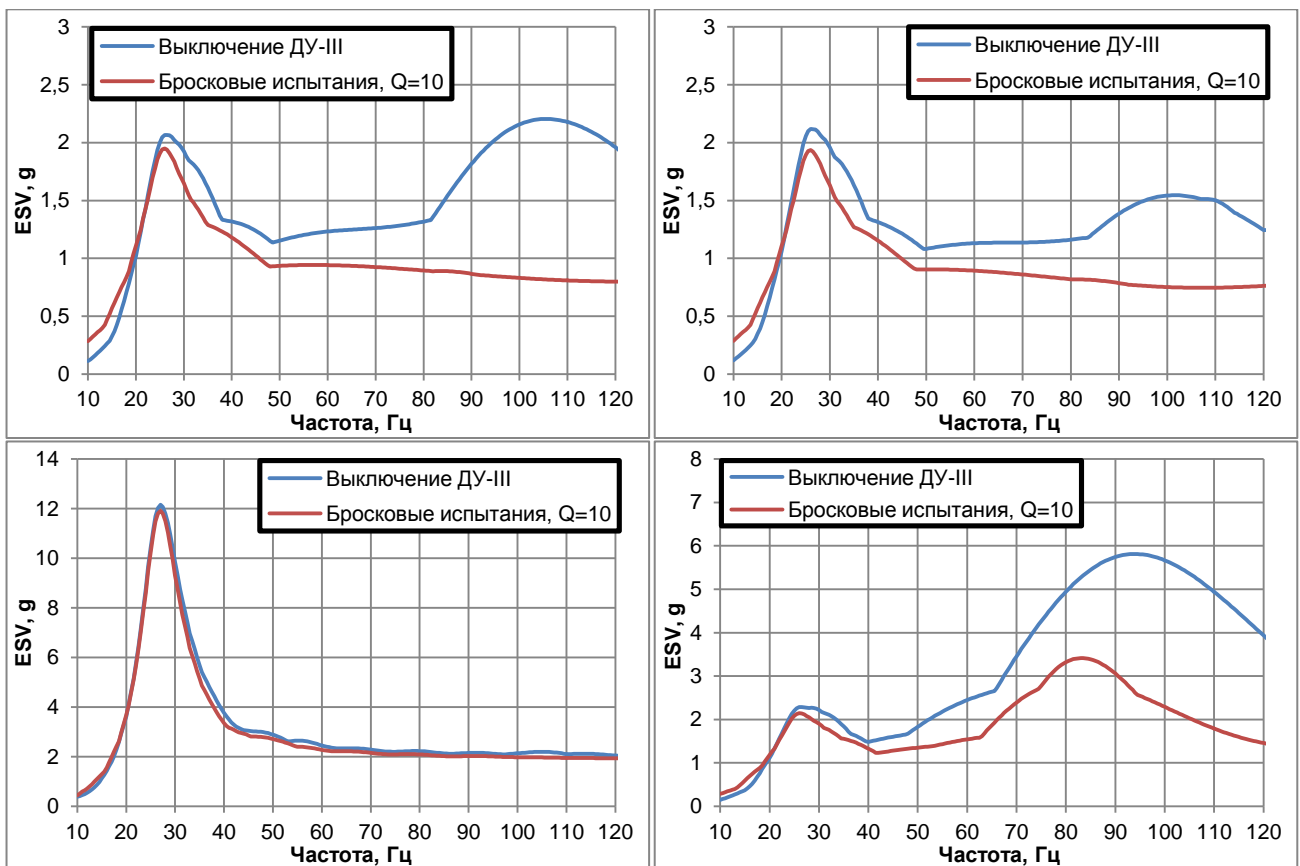 3
2,5
2
1,5
1
0,5
0
ESV, g
Выключение ДУ-III
Бросковые испытания, Q=10
10 20 30 40 50 60 70 80 90 100 110 120
Частота, Гц
3
2,5
2
1,5
1
0,5
0
ESV, g
Выключение ДУ-III
Бросковые испытания, Q=10
10 20 30 40 50 60 70 80 90 100 110 120
Частота, Гц
14
12
10
8
6
4
2
0
ESV, g
Выключение ДУ-III
Бросковые испытания, Q=10
10 20 30 40 50 60 70 80 90 100 110 120
Частота, Гц
8
7
6
5
4
3
2
1
0
ESV, g
Выключение ДУ-III
Бросковые испытания, Q=10
10 20 30 40 50 60 70 80 90 100 110 120
Частота, Гц